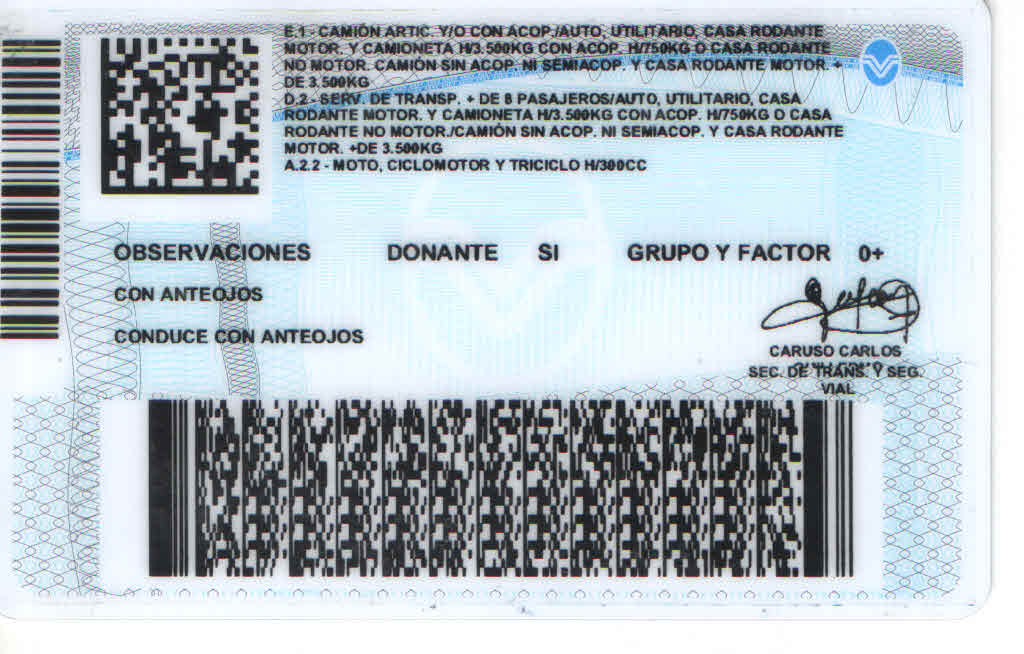 E.1 - CAMIÓN ARTIC. Y/O CON ACOP./AUTO, UTILITARIO, CASA RODANTE
MOTOR. Y CAMIONETA H/3.500KG CON ACOP. H/750KG O CASA RODANTE
NO MOTOR. CAMIÓN SIN ACOP. NI SEMIACOP. Y CASA RODANTE MOTOR. +
DE 3.500KG
D.2 - SERV. DE TRANSP. + DE 8 PASAJEROS/AUTO, UTILITARIO, CASA
RODANTE MOTOR. Y CAMIONETA H/3.500KG CON ACOP. H/750KG O CASA
RODANTE NO MOTOR./CAMIÓN SIN ACOP. NI SEMIACOP. Y CASA RODANTE
MOTOR. +DE 3.500KG
A.2.2 - MOTO, CICLOMOTOR Y TRICICLO H/300CC
OBSERVACIONES DONANTE SI GRUPO Y FACTOR 0+
CON ANTEOJOS
CONDUCE CON ANTEOJOS
CARUSO CARLOS
SEC. DE TRANS. Y SEG.
VIAL